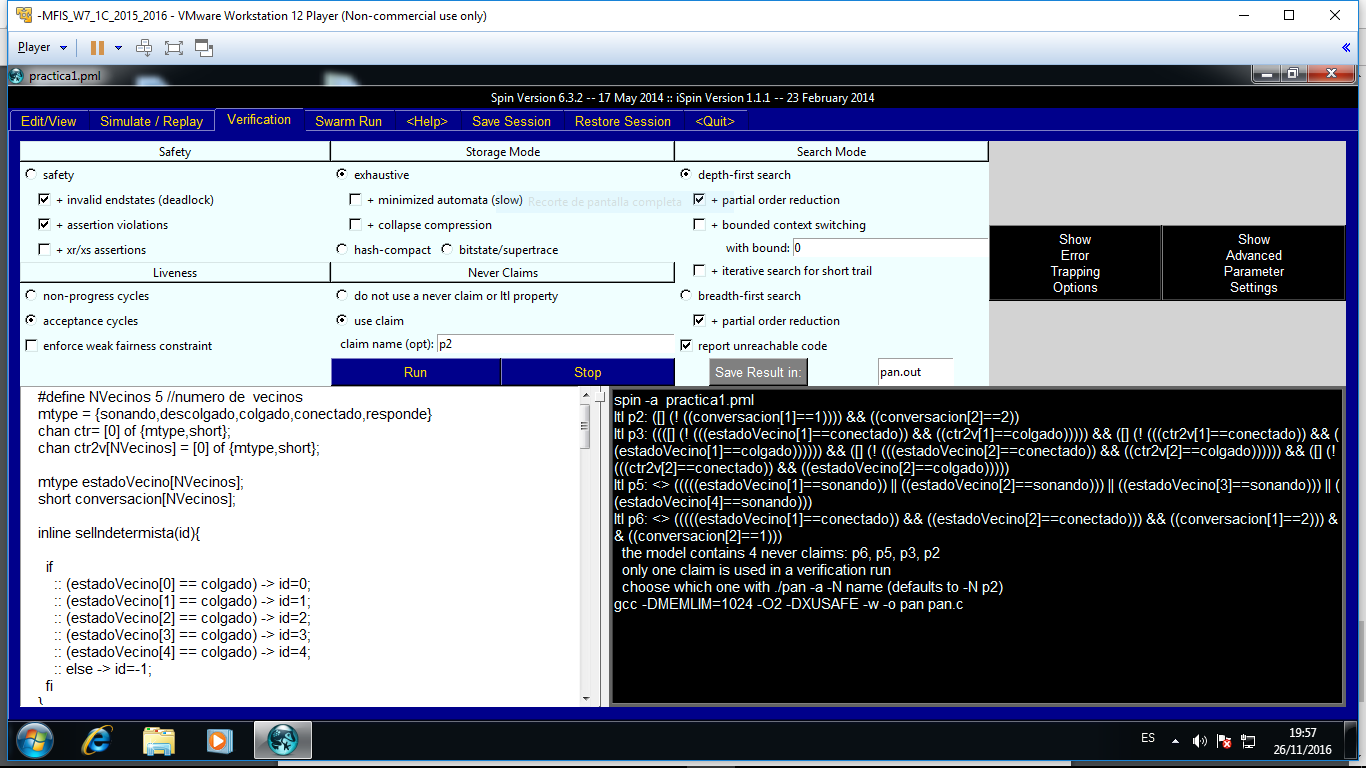 -MFIS_W7_1C_2015_2016 - VMware Workstation 12 Player (Non-commercial use only)
Player
practica1.pml
Spin Version 6.3.2 -- 17 May 2014 :: iSpin Version 1.1.1 -- 23 February 2014
Edit/View Simulate / Replay Verification Swarm Run <Help> Save Session Restore Session <Quit>
Safety Storage Mode Search Mode
safety exhaustive depth-first search
+ invalid endstates (deadlock) + minimized automata (slow) Recorte de pantalla completa + partial order reduction
+ assertion violations + collapse compression + bounded context switching
+ xr/xs assertions hash-compact bitstate/supertrace with bound: 0
Liveness Never Claims + iterative search for short trail
non-progress cycles do not use a never claim or ltl property breadth-first search
acceptance cycles use claim + partial order reduction
enforce weak fairness constraint claim name (opt): p2 report unreachable code
Run Stop Save Result in: pan.out
Show
Error
Trapping
Options
Show
Advanced
Parameter
Settings
#define NVecinos 5 //numero de  vecinos
mtype = {sonando,descolgado,colgado,conectado,responde}
chan ctr= [0] of {mtype,short};
chan ctr2v[NVecinos] = [0] of {mtype,short};
mtype estadoVecino[NVecinos];
short conversacion[NVecinos];
inline selIndetermista(id){
if
:: (estadoVecino[0] == colgado) -> id=0;
:: (estadoVecino[1] == colgado) -> id=1;
:: (estadoVecino[2] == colgado) -> id=2;
:: (estadoVecino[3] == colgado) -> id=3;
:: (estadoVecino[4] == colgado) -> id=4;
:: else -> id=-1;
fi
}
spin -a  practica1.pml
ltl p2: ([] (! ((conversacion[1]==1)))) && ((conversacion[2]==2))
ltl p3: ((([] (! (((estadoVecino[1]==conectado)) && ((ctr2v[1]==colgado))))) && ([] (! (((ctr2v[1]==conectado)) && (
(estadoVecino[1]==colgado)))))) && ([] (! (((estadoVecino[2]==conectado)) && ((ctr2v[2]==colgado)))))) && ([] (!
(((ctr2v[2]==conectado)) && ((estadoVecino[2]==colgado)))))
ltl p5: <> (((((estadoVecino[1]==sonando)) || ((estadoVecino[2]==sonando))) || ((estadoVecino[3]==sonando))) || (
(estadoVecino[4]==sonando)))
ltl p6: <> (((((estadoVecino[1]==conectado)) && ((estadoVecino[2]==conectado))) && ((conversacion[1]==2))) &
& ((conversacion[2]==1)))
the model contains 4 never claims: p6, p5, p3, p2
only one claim is used in a verification run
choose which one with ./pan -a -N name (defaults to -N p2)
gcc -DMEMLIM=1024 -O2 -DXUSAFE -w -o pan pan.c
ES
19:57
26/11/2016